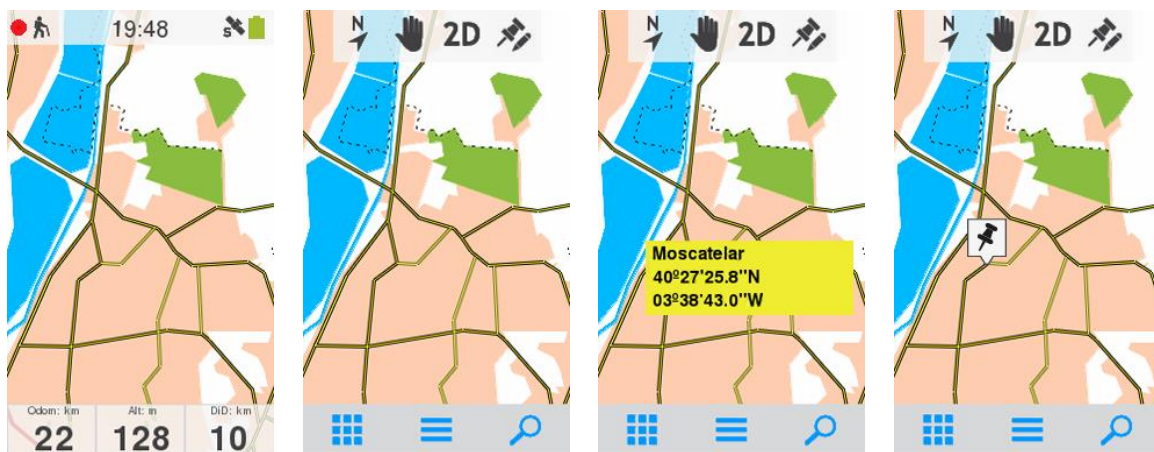 19:48
S
Odom: km
Alt: m
DiD: km
22
128
10
N
2D
N
2D
Moscatelar
40º27'25.8"N
03º38'43.0"W
N
2D